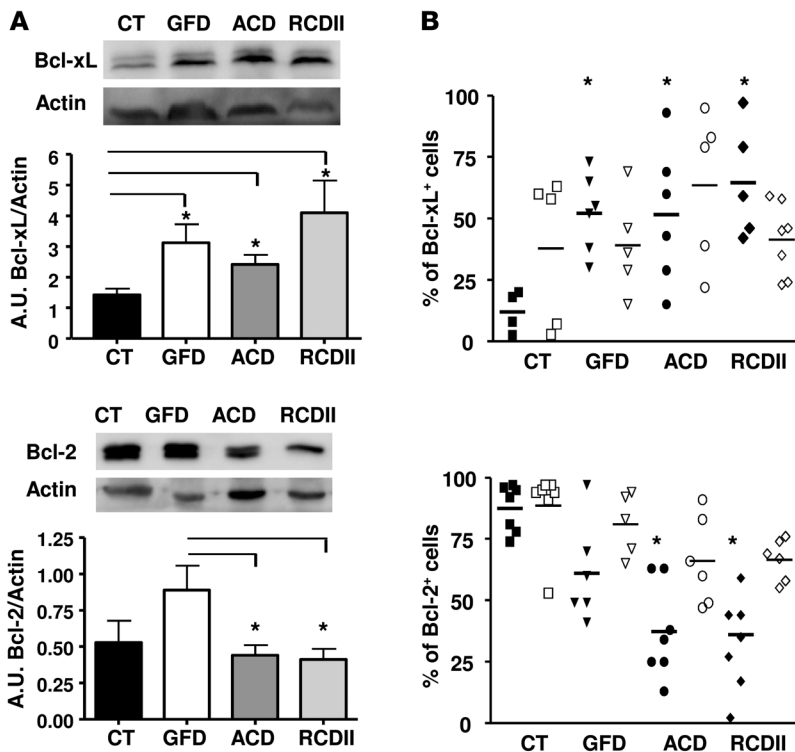 A
CT GFD ACD RCDII
Bcl-xL
Actin
A.U. Bcl-xL/Actin
6
5
4
3
2
1
0
* * *
CT GFD ACD RCDII
CT GFD ACD RCDII
Bcl-2
Actin
A.U. Bcl-2/Actin
1.25
1.00
0.75
0.50
0.25
0.00
* *
CT GFD ACD RCDII
B
* * *
% of Bcl-xL⁺ cells
100
75
50
25
0
CT GFD ACD RCDII
% of Bcl-2⁺ cells
100
75
50
25
0
* *
CT GFD ACD RCDII